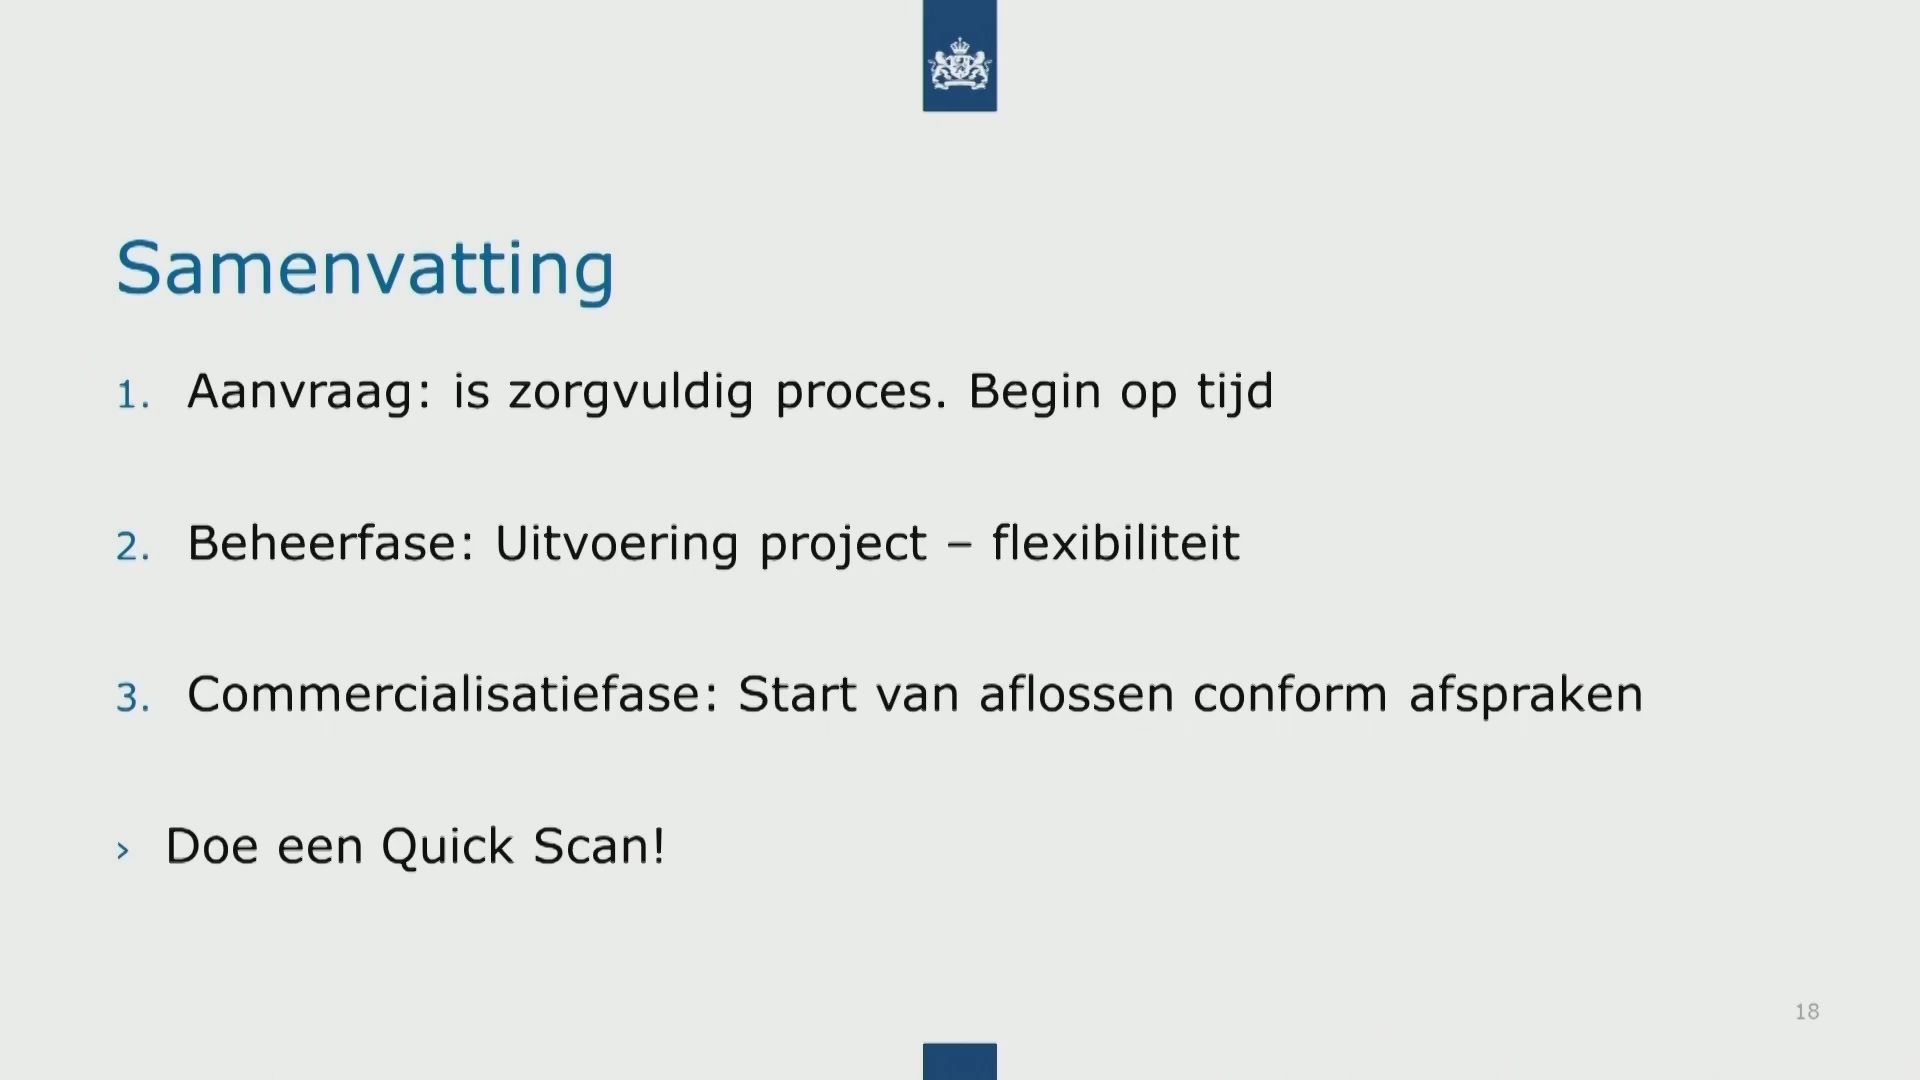 Samenvatting
1. Aanvraag: is zorgvuldig proces. Begin op tijd
2. Beheerfase: Uitvoering project – flexibiliteit
3. Commercialisatiefase: Start van aflossen conform afspraken
› Doe een Quick Scan!
18